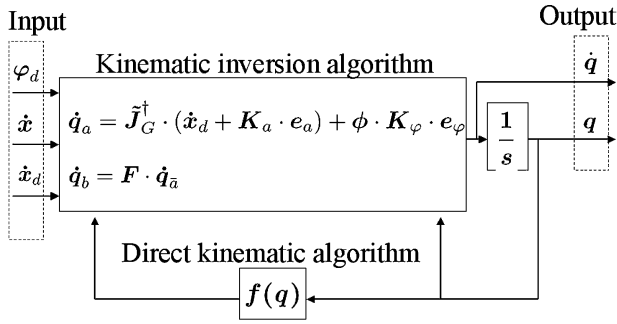 Input
Output
Kinematic inversion algorithm
φ_d
ẋ
ẋ_d
q̇_a = J̃_G^† · (ẋ_d + K_a · e_a) + ϕ · K_φ · e_φ
q̇_b = F · q̇_ā
1/s
q̇
q
Direct kinematic algorithm
f(q)